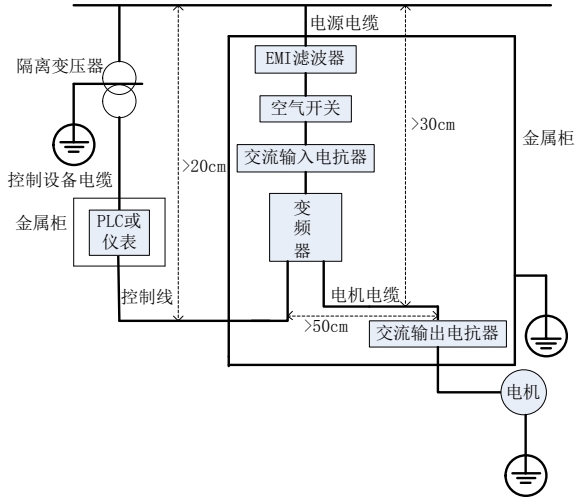 电源电缆
隔离变压器
EMI滤波器
空气开关
>30cm
金属柜
交流输入电抗器
>20cm
控制设备电缆
金属柜
PLC或
仪表
变
频
器
控制线
电机电缆
>50cm
交流输出电抗器
电机